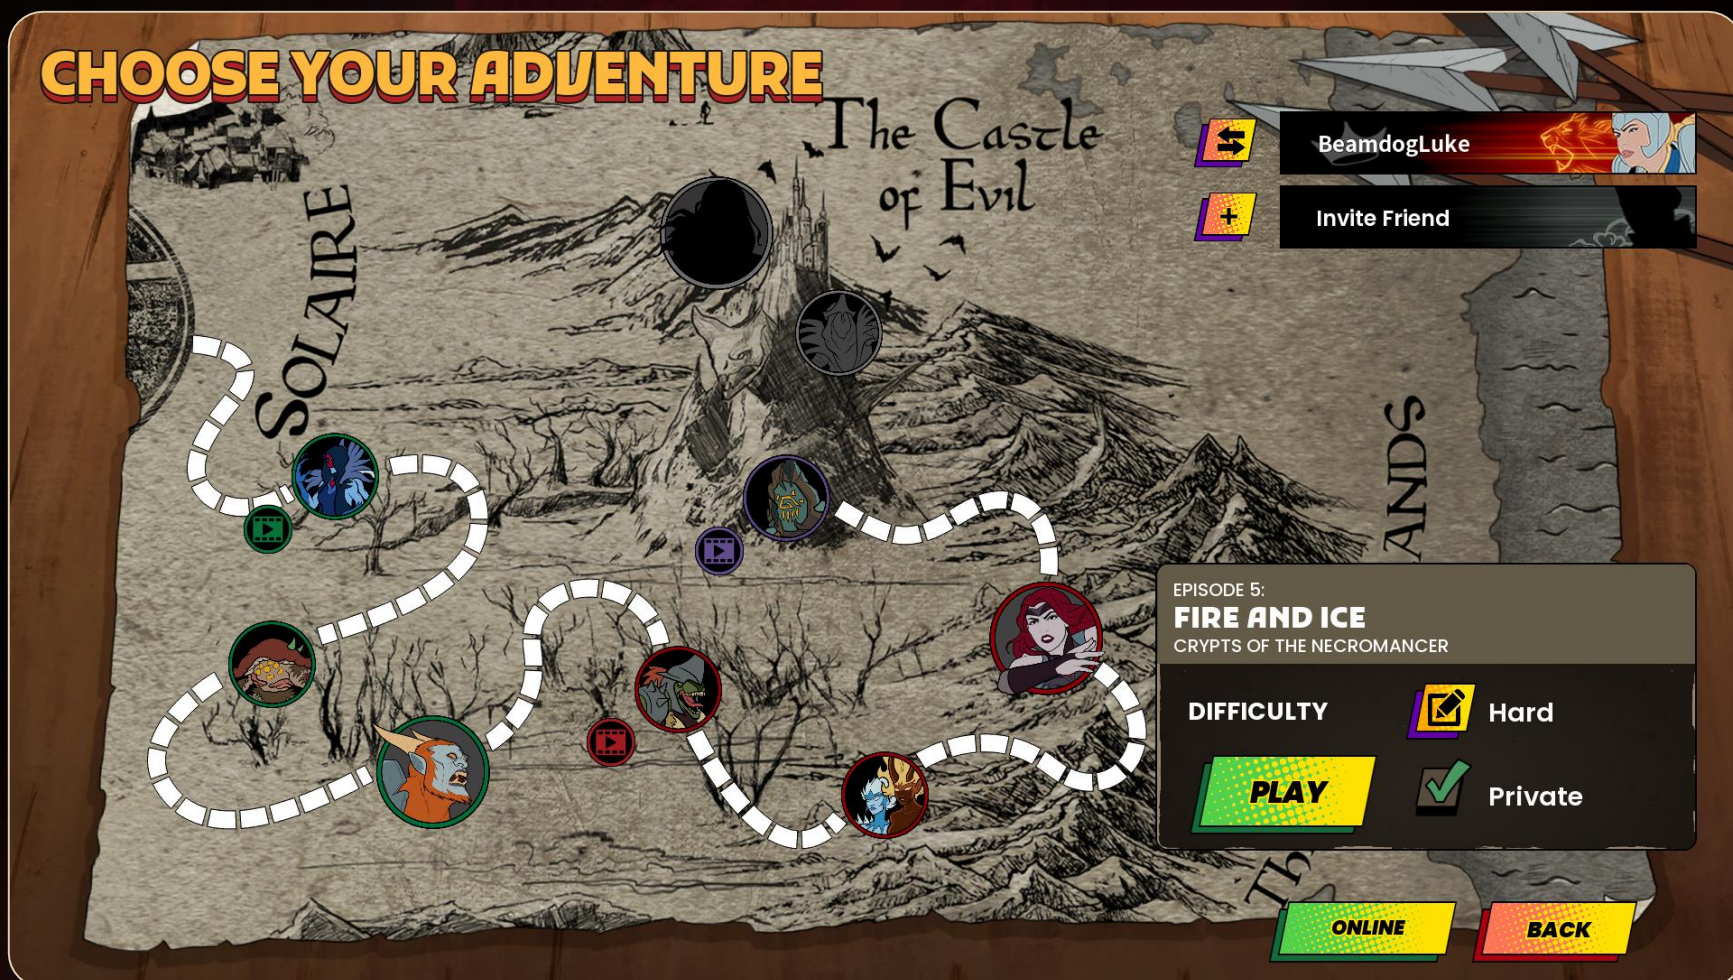 CHOOSE YOUR ADVENTURE
The Castle
of Evil
BeamdogLuke
Invite Friend
SOLAIRE
ANDS
EPISODE 5:
FIRE AND ICE
CRYPTS OF THE NECROMANCER
DIFFICULTY
Hard
PLAY
Private
Th
ONLINE
BACK